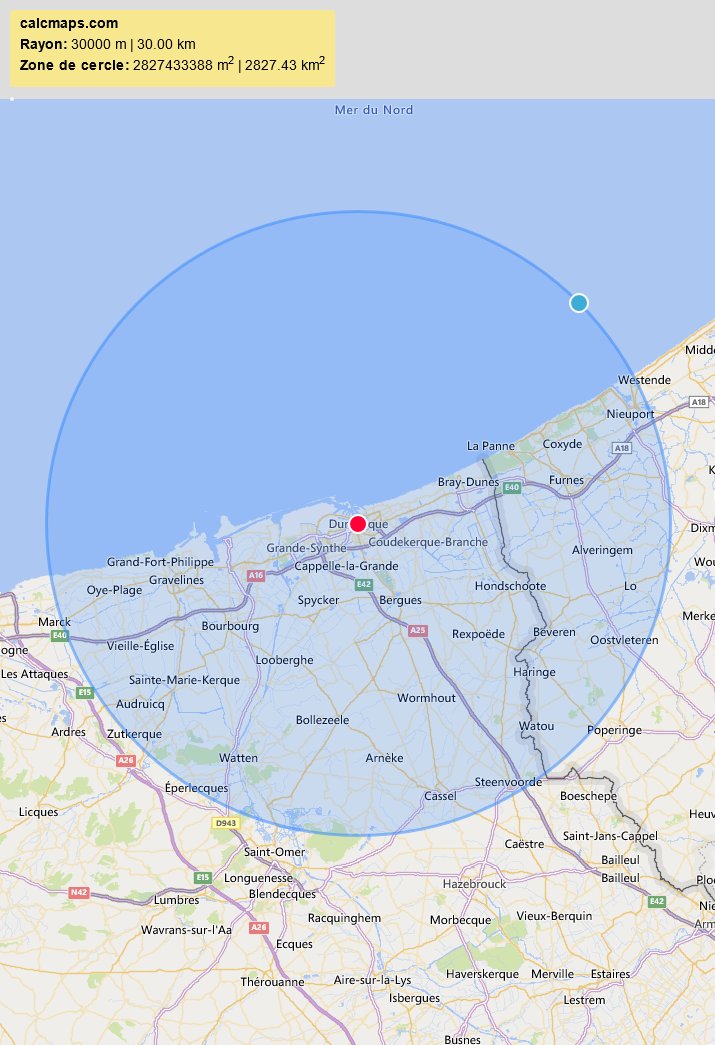 calcmaps.com
Rayon: 30000 m | 30.00 km
Zone de cercle: 2827433388 m2 | 2827.43 km2
Mer du Nord
Midd
Westende
A18
Nieuport
La Panne
Coxyde
A18
Bray-Dunes
E40
Furnes
Coudekerque-Branche
Dixm
Grande-Synthe
Alveringem
Grand-Fort-Philippe
Cappelle-la-Grande
Wou
Gravelines
A16
E42
Oye-Plage
Hondschoote
Lo
Spycker
Bergues
Merke
Marck
Bourbourg
A25
Rexpoëde
Beveren
E40
Oostvleteren
Vieille-Église
ogne
Looberghe
Les Attaques
Haringe
Sainte-Marie-Kerque
E15
Audruicq
Wormhout
Bollezeele
Watou
Poperinge
Ardres
Zutkerque
Watten
Arnèke
A26
Steenvoorde
Éperlecques
Cassel
Boeschepe
Licques
Heuv
D943
Saint-Jans-Cappel
Caëstre
Saint-Omer
Bailleul
Bailleul
E15
Longuenesse
Ploe
Hazebrouck
N42
Blendecques
Lumbres
E42
Nie
Racquinghem
Morbecque
Vieux-Berquin
Wavrans-sur-l'Aa
A26
Arm
Ecques
Haverskerque
Merville
Estaires
Thérouanne
Aire-sur-la-Lys
Isbergues
Lestrem
Busnes